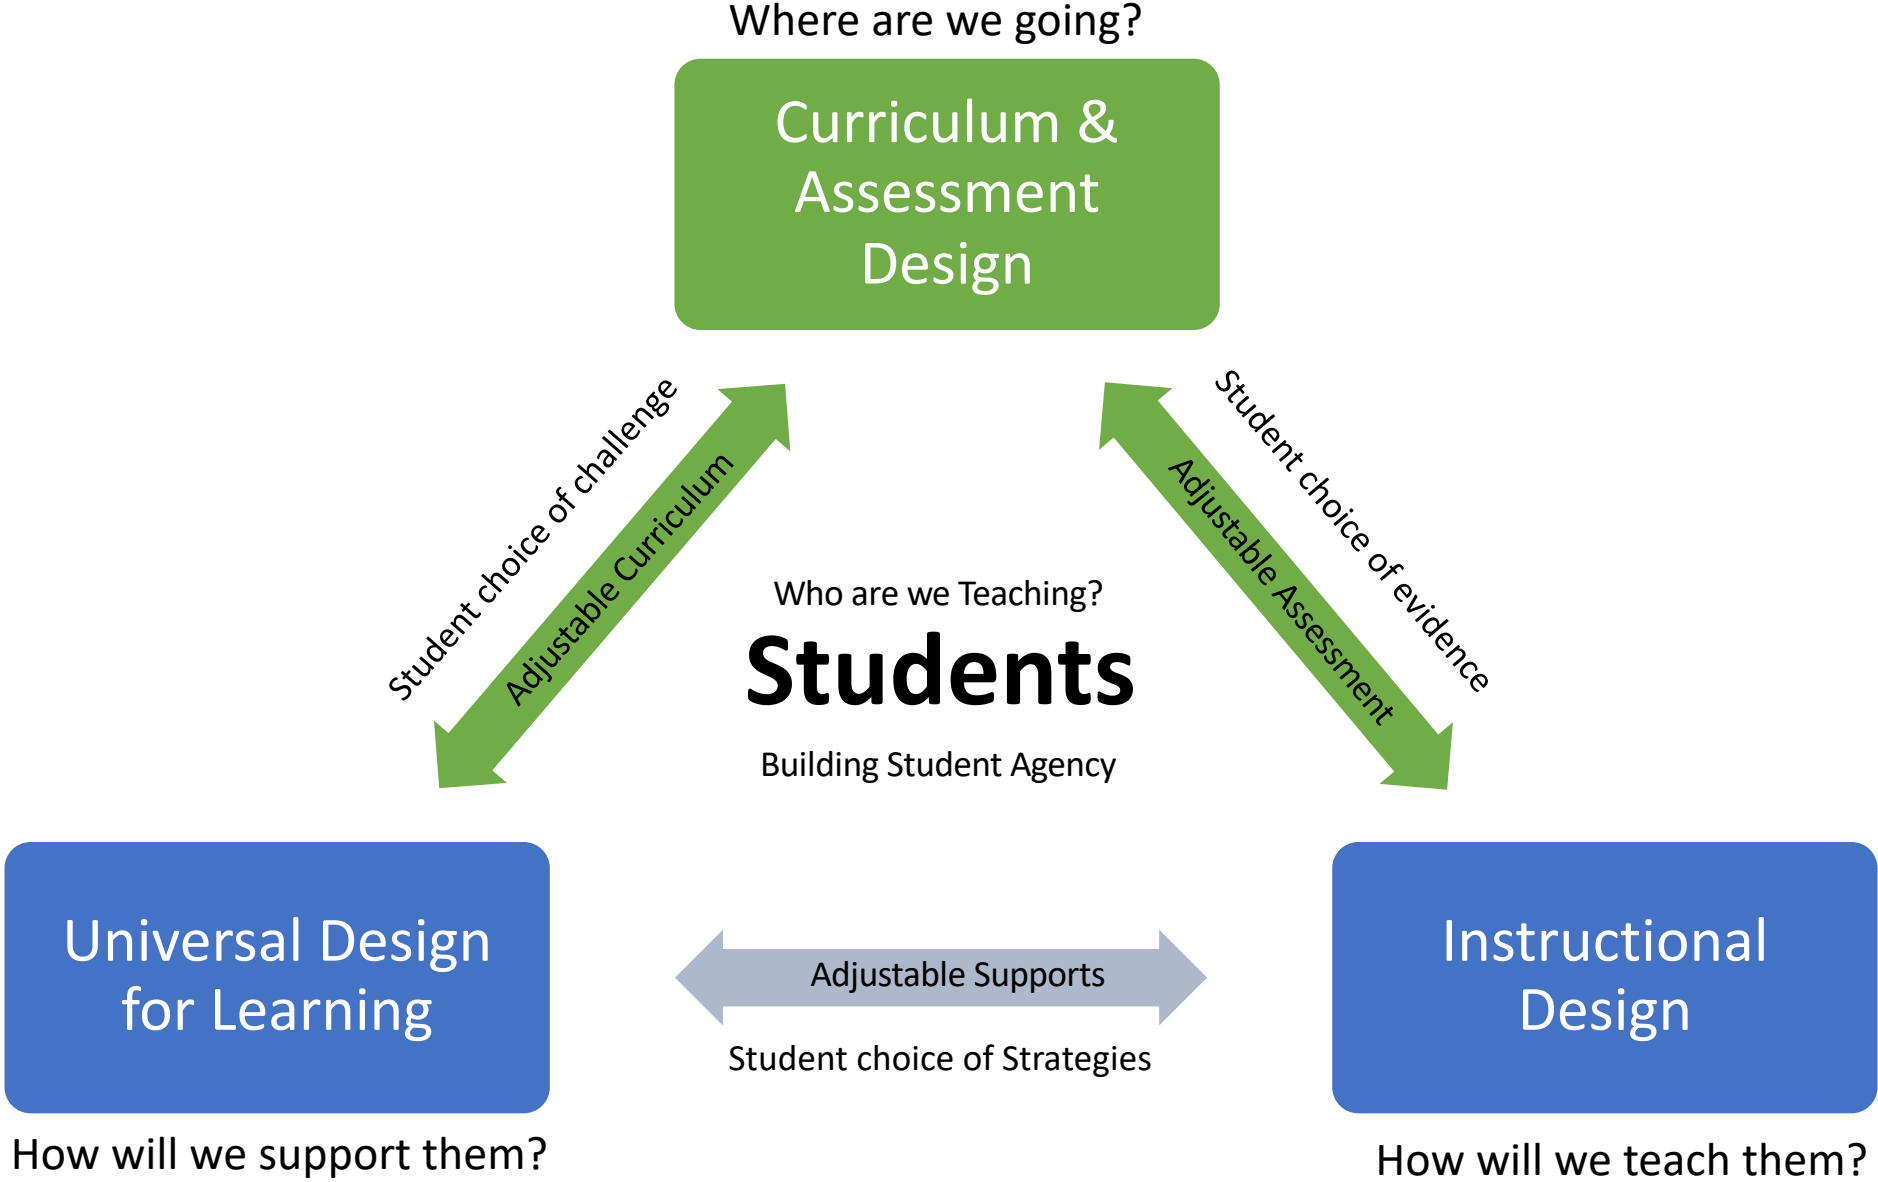 Where are we going?
Curriculum &
Assessment
Design
Student choice of challenge
Adjustable Curriculum
Adjustable Assessment
Student choice of evidence
Who are we Teaching?
Students
Building Student Agency
Universal Design
for Learning
Adjustable Supports
Student choice of Strategies
Instructional
Design
How will we support them?
How will we teach them?